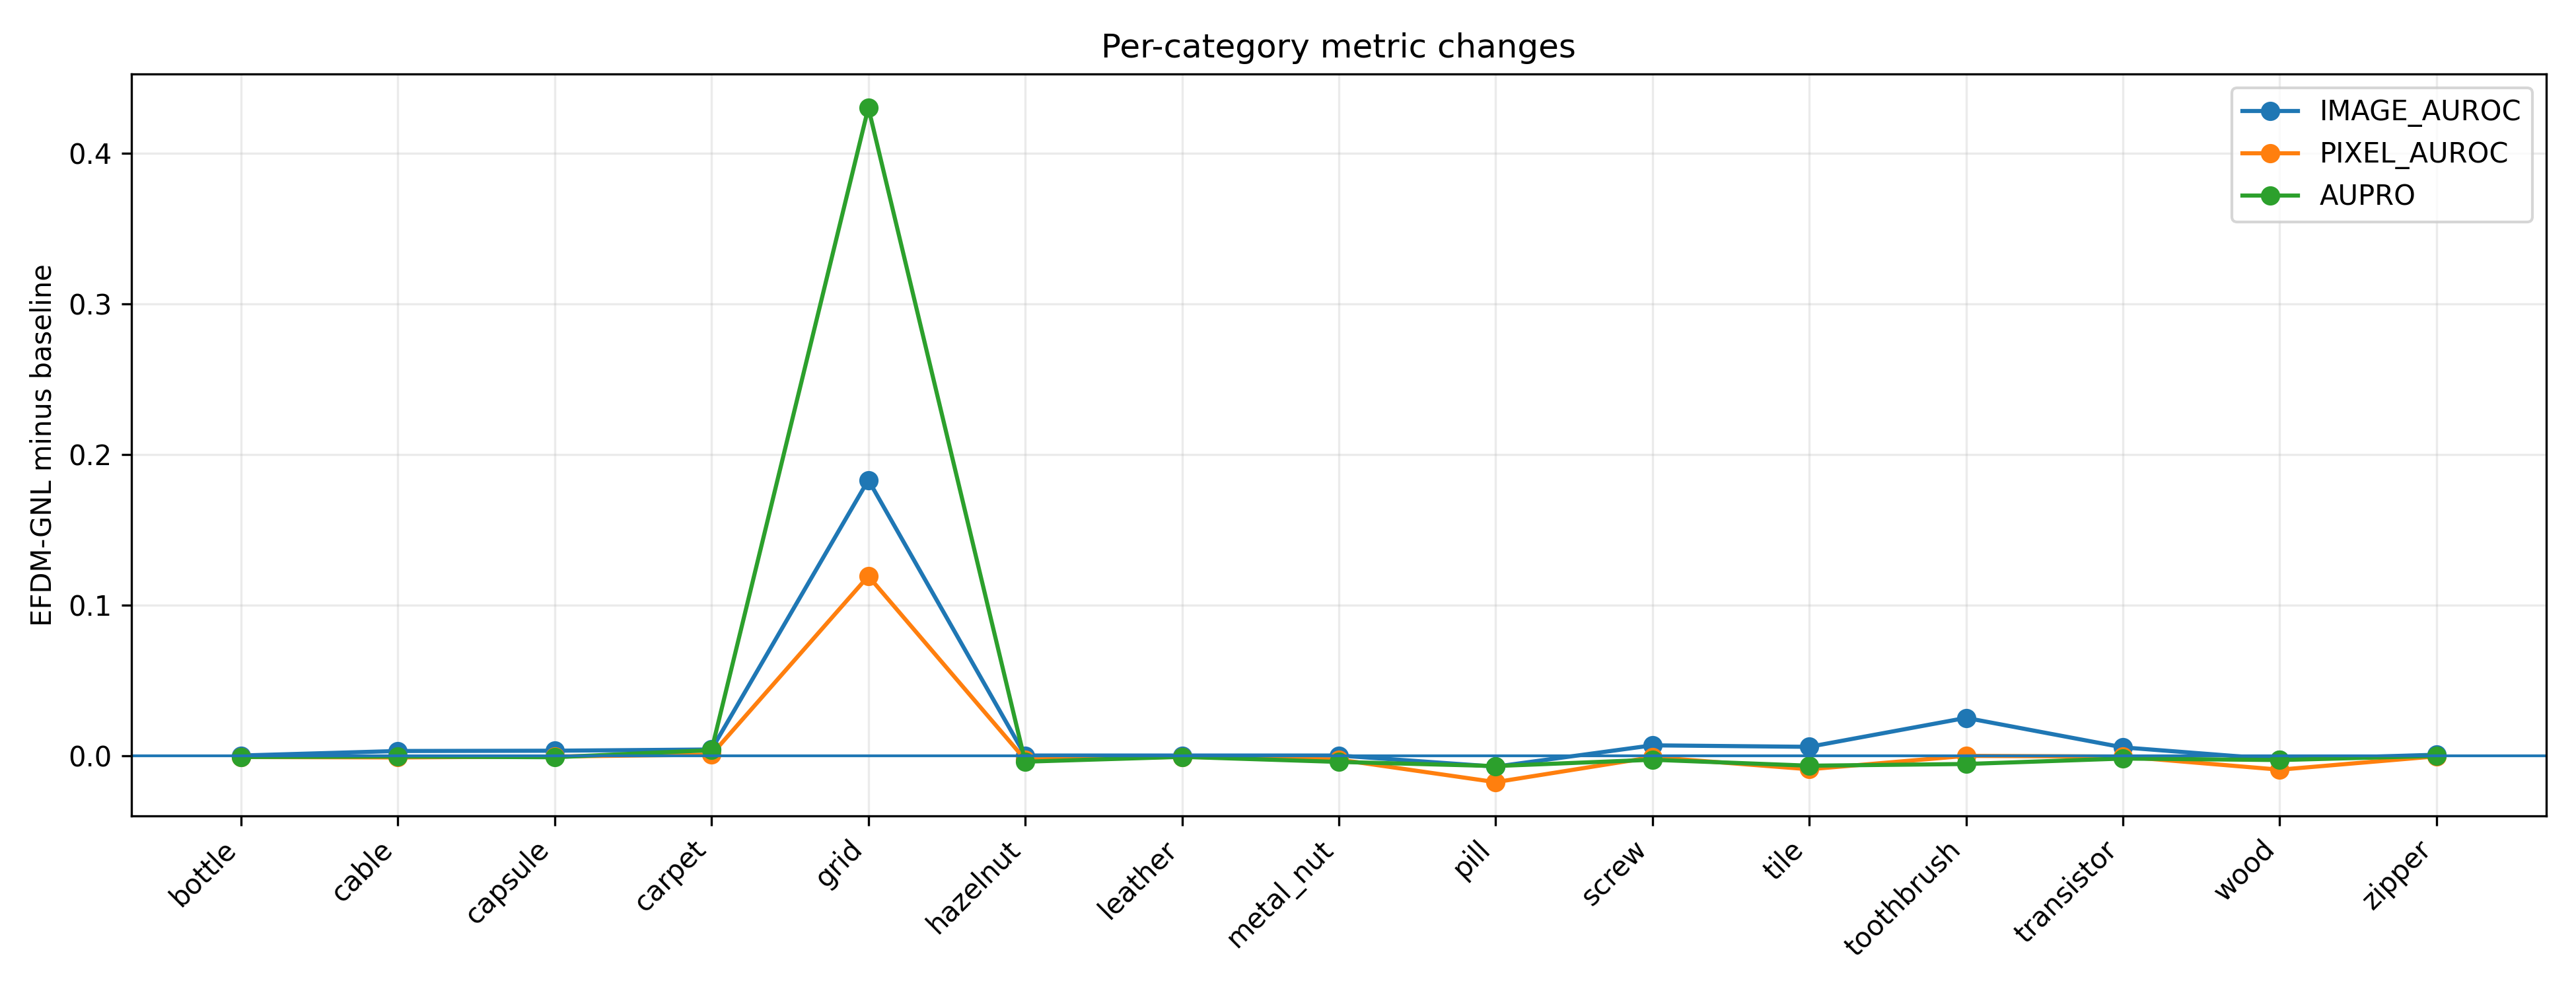 Per-category metric changes
IMAGE_AUROC
PIXEL_AUROC
AUPRO
EFDM-GNL minus baseline
0.4
0.3
0.2
0.1
0.0
bottle
cable
capsule
carpet
grid
hazelnut
leather
metal_nut
pill
screw
tile
toothbrush
transistor
wood
zipper